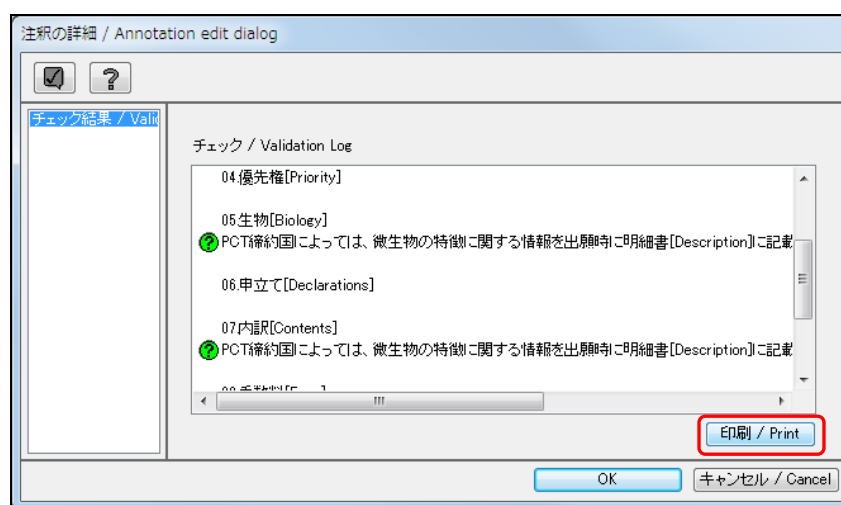 注釈の詳細 / Annotation edit dialog
?
チェック結果 / Valid
チェック / Validation Log
04.優先権[Priority]
05.生物[Biology]
? PCT締約国によっては、微生物の特徴に関する情報を出願時に明細書[Description]に記載
06.申立て[Declarations]
07.内訳[Contents]
? PCT締約国によっては、微生物の特徴に関する情報を出願時に明細書[Description]に記載
印刷 / Print
OK
キャンセル / Cancel